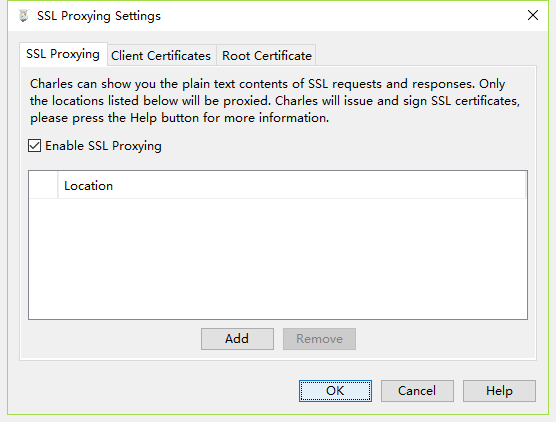 SSL Proxying Settings
SSL Proxying Client Certificates Root Certificate
Charles can show you the plain text contents of SSL requests and responses. Only
the locations listed below will be proxied. Charles will issue and sign SSL certificates,
please press the Help button for more information.
Enable SSL Proxying
Location
Add Remove
OK Cancel Help